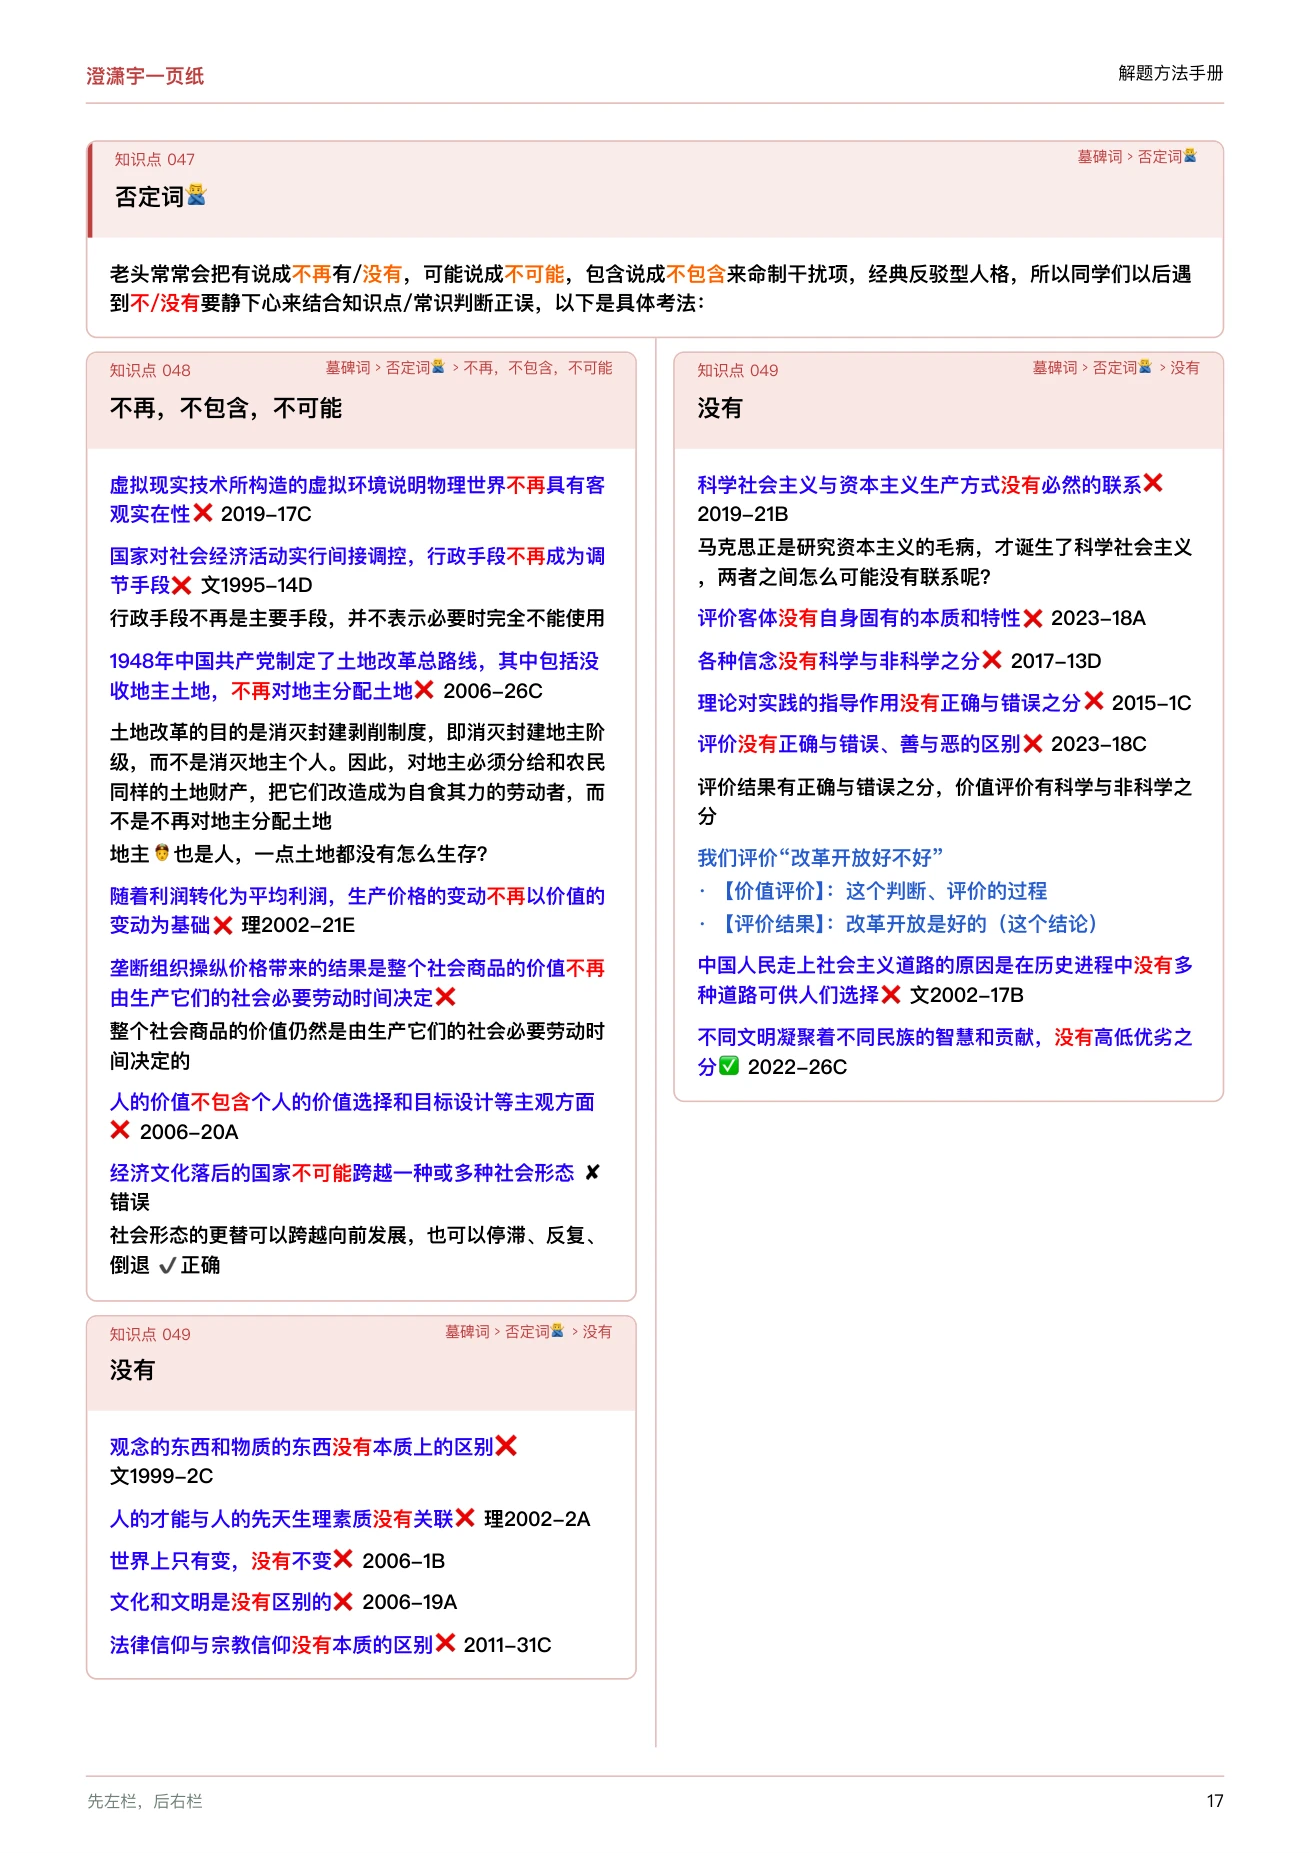 澄潇宇一页纸
解题方法手册
知识点 047
墓碑词 > 否定词🙅‍♂️
否定词🙅‍♂️
老头常常会把有说成不再有/没有，可能说成不可能，包含说成不包含来命制干扰项，经典反驳型人格，所以同学们以后遇
到不/没有要静下心来结合知识点/常识判断正误，以下是具体考法：
知识点 048
墓碑词 > 否定词🙅‍♂️ > 不再，不包含，不可能
不再，不包含，不可能
虚拟现实技术所构造的虚拟环境说明物理世界不再具有客
观实在性❌ 2019-17C
国家对社会经济活动实行间接调控，行政手段不再成为调
节手段❌ 文1995-14D
行政手段不再是主要手段，并不表示必要时完全不能使用
1948年中国共产党制定了土地改革总路线，其中包括没
收地主土地，不再对地主分配土地❌ 2006-26C
土地改革的目的是消灭封建剥削制度，即消灭封建地主阶
级，而不是消灭地主个人。因此，对地主必须分给和农民
同样的土地财产，把它们改造成为自食其力的劳动者，而
不是不再对地主分配土地
地主🤴也是人，一点土地都没有怎么生存？
随着利润转化为平均利润，生产价格的变动不再以价值的
变动为基础❌ 理2002-21E
垄断组织操纵价格带来的结果是整个社会商品的价值不再
由生产它们的社会必要劳动时间决定❌
整个社会商品的价值仍然是由生产它们的社会必要劳动时
间决定的
人的价值不包含个人的价值选择和目标设计等主观方面
❌ 2006-20A
经济文化落后的国家不可能跨越一种或多种社会形态 ✘
错误
社会形态的更替可以跨越向前发展，也可以停滞、反复、
倒退 ✓正确
知识点 049
墓碑词 > 否定词🙅‍♂️ > 没有
没有
观念的东西和物质的东西没有本质上的区别❌
文1999-2C
人的才能与人的先天生理素质没有关联❌ 理2002-2A
世界上只有变，没有不变❌ 2006-1B
文化和文明是没有区别的❌ 2006-19A
法律信仰与宗教信仰没有本质的区别❌ 2011-31C
知识点 049
墓碑词 > 否定词🙅‍♂️ > 没有
没有
科学社会主义与资本主义生产方式没有必然的联系❌
2019-21B
马克思正是研究资本主义的毛病，才诞生了科学社会主义
，两者之间怎么可能没有联系呢？
评价客体没有自身固有的本质和特性❌ 2023-18A
各种信念没有科学与非科学之分❌ 2017-13D
理论对实践的指导作用没有正确与错误之分❌ 2015-1C
评价没有正确与错误、善与恶的区别❌ 2023-18C
评价结果有正确与错误之分，价值评价有科学与非科学之
分
我们评价“改革开放好不好”
· 【价值评价】：这个判断、评价的过程
· 【评价结果】：改革开放是好的（这个结论）
中国人民走上社会主义道路的原因是在历史进程中没有多
种道路可供人们选择❌ 文2002-17B
不同文明凝聚着不同民族的智慧和贡献，没有高低优劣之
分✅ 2022-26C
先左栏，后右栏
17